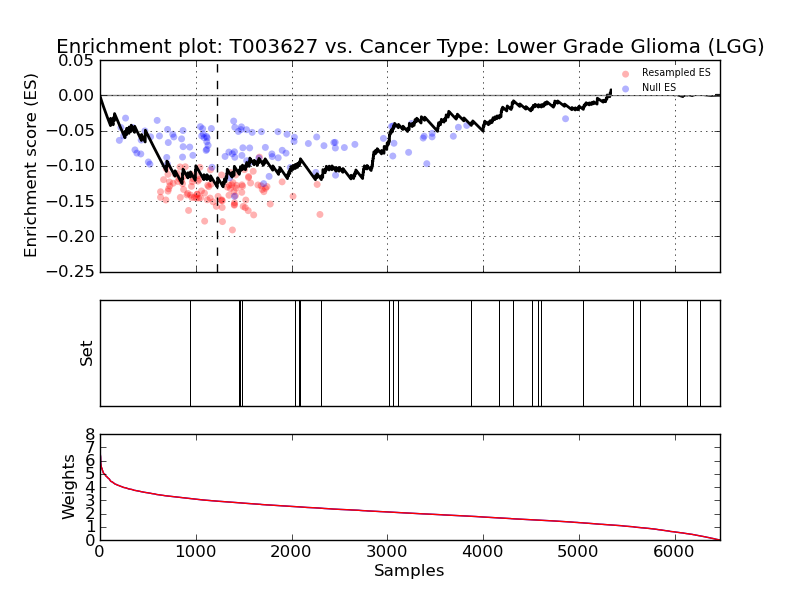 Enrichment plot: T003627 vs. Cancer Type: Lower Grade Glioma (LGG)
Enrichment score (ES)
0.05
0.00
−0.05
−0.10
−0.15
−0.20
−0.25
Resampled ES
Null ES
Set
Weights
8
7
6
5
4
3
2
1
0
0 1000 2000 3000 4000 5000 6000
Samples